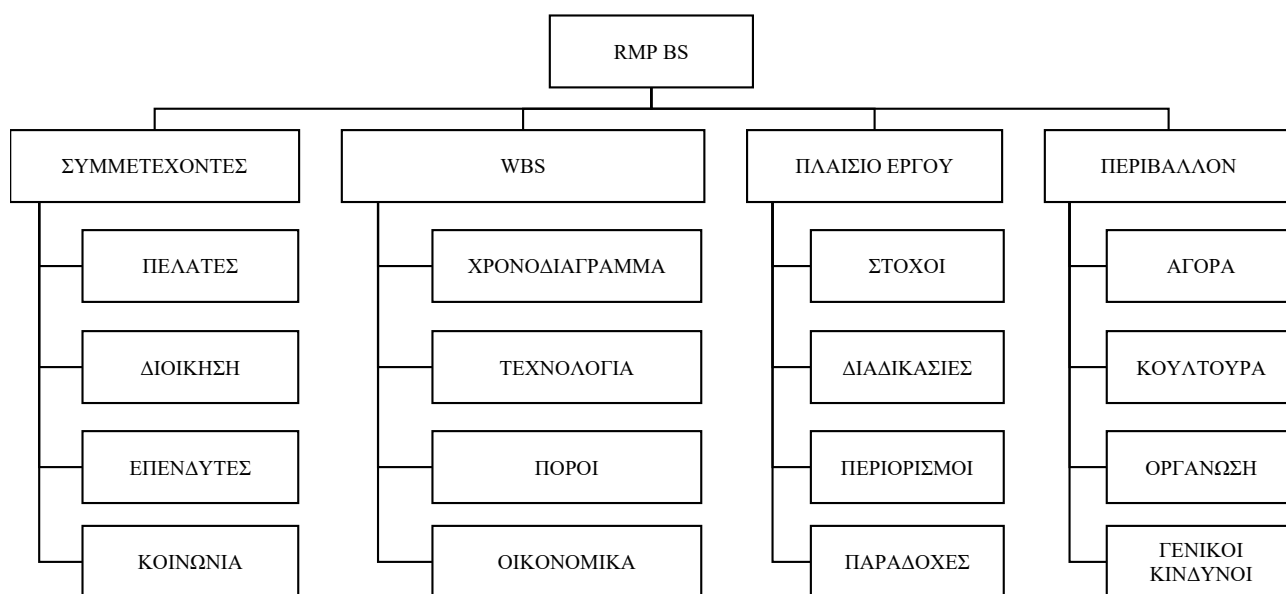 RMP BS
ΣΥΜΜΕΤΕΧΟΝΤΕΣ
WBS
ΠΛΑΙΣΙΟ ΕΡΓΟΥ
ΠΕΡΙΒΑΛΛΟΝ
ΠΕΛΑΤΕΣ
ΧΡΟΝΟΔΙΑΓΡΑΜΜΑ
ΣΤΟΧΟΙ
ΑΓΟΡΑ
ΔΙΟΙΚΗΣΗ
ΤΕΧΝΟΛΟΓΙΑ
ΔΙΑΔΙΚΑΣΙΕΣ
ΚΟΥΛΤΟΥΡΑ
ΕΠΕΝΔΥΤΕΣ
ΠΟΡΟΙ
ΠΕΡΙΟΡΙΣΜΟΙ
ΟΡΓΑΝΩΣΗ
ΚΟΙΝΩΝΙΑ
ΟΙΚΟΝΟΜΙΚΑ
ΠΑΡΑΔΟΧΕΣ
ΓΕΝΙΚΟΙ
ΚΙΝΔΥΝΟΙ